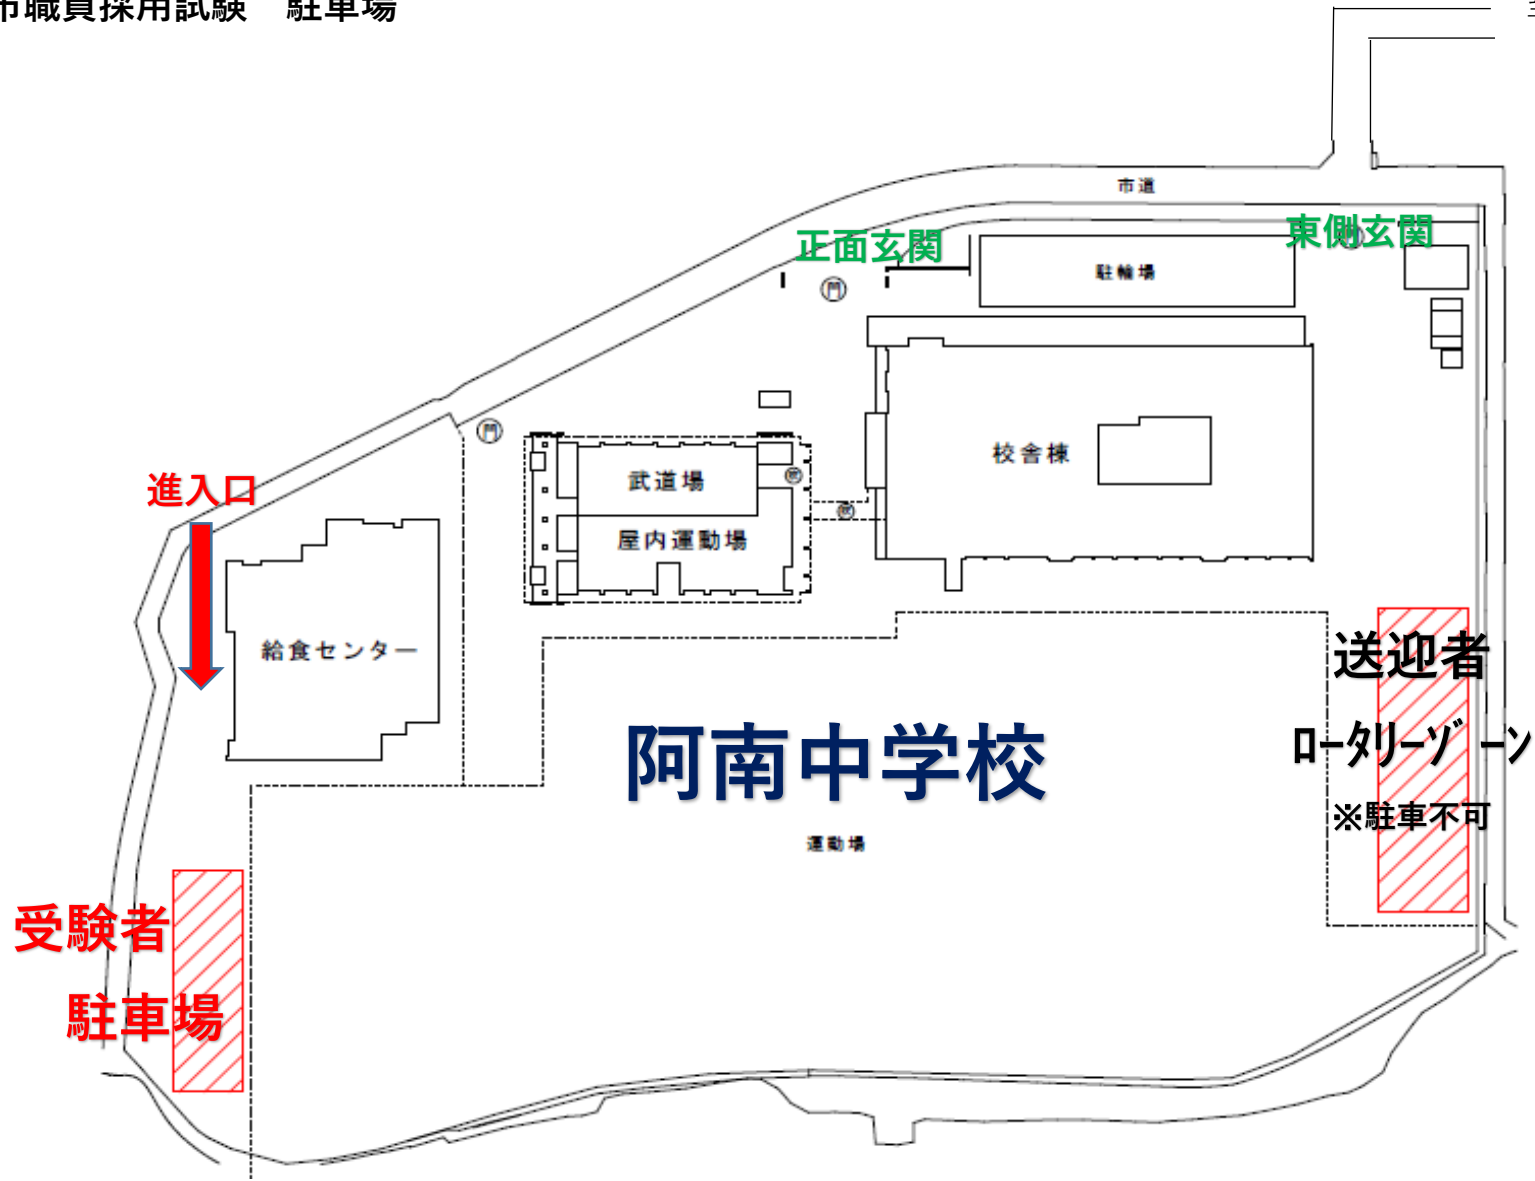 市職員採用試験　駐車場
市道
正面玄関
東側玄関
門
駐輪場
門
校舎棟
武道場
屋内運動場
進入口
給食センター
送迎者
ﾛｰﾀﾘｰｿﾞｰﾝ
※駐車不可
阿南中学校
運動場
受験者
駐車場